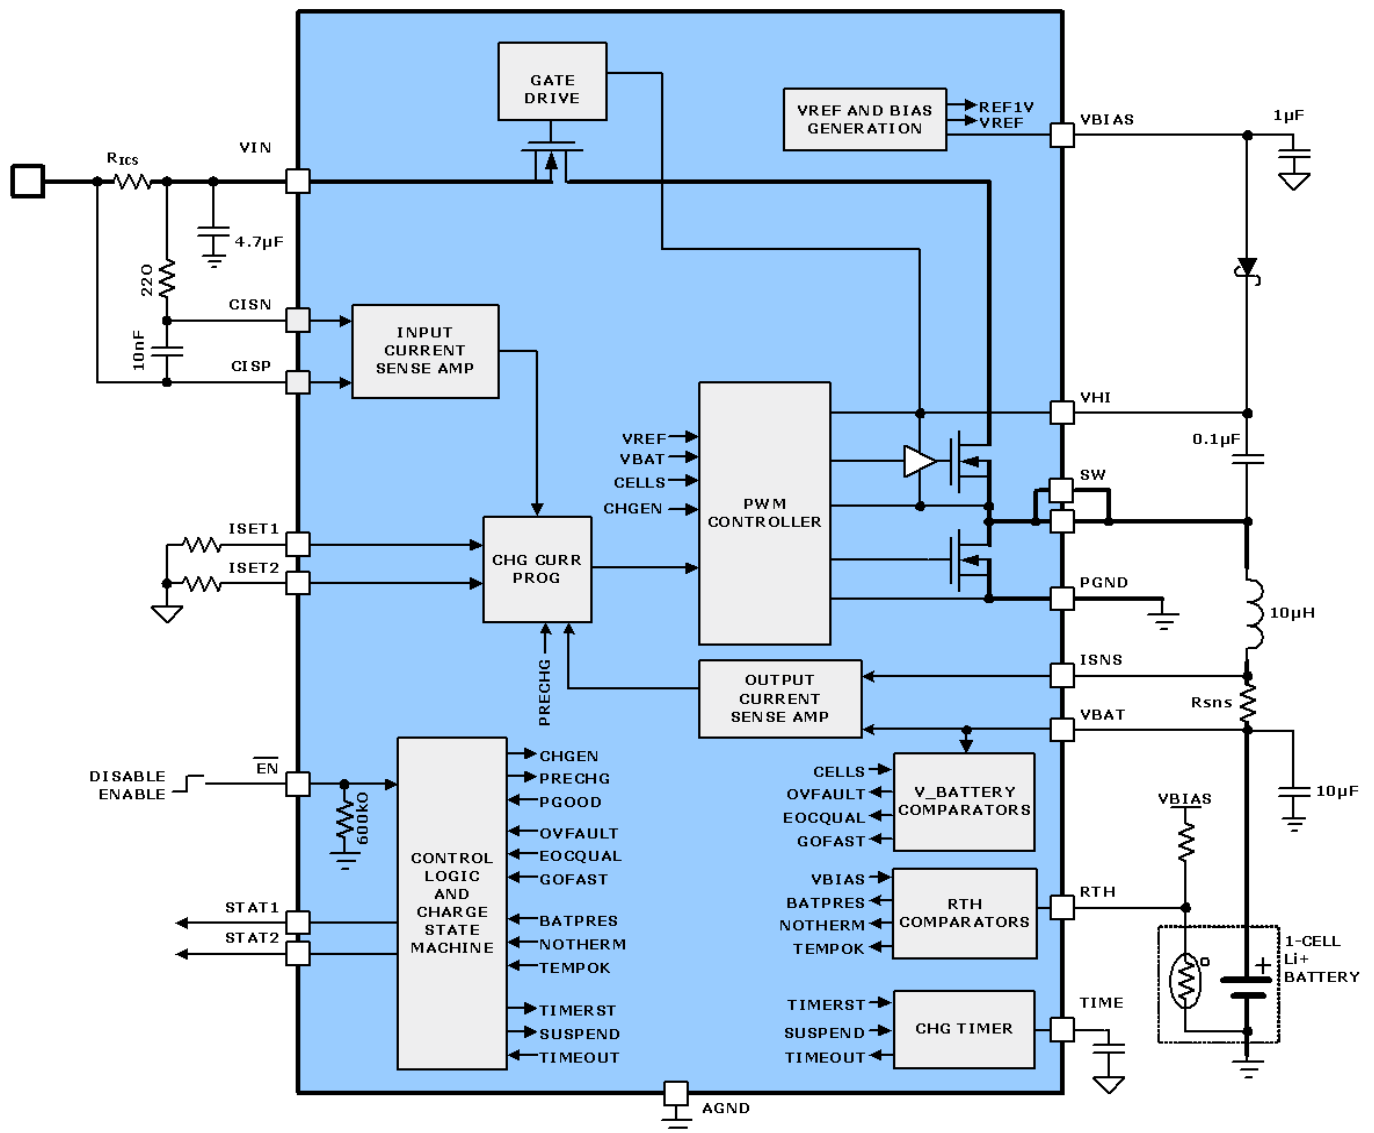 GATE
DRIVE
VREF AND BIAS
GENERATION
REF1V
VREF
VBIAS
1µF
RICS
VIN
4.7µF
22O
CISN
10nF
CISP
INPUT
CURRENT
SENSE AMP
VHI
0.1µF
VREF
VBAT
CELLS
CHGEN
PWM
CONTROLLER
SW
ISET1
ISET2
CHG CURR
PROG
PRECHG
PGND
10µH
ISNS
Rsns
OUTPUT
CURRENT
SENSE AMP
VBAT
10µF
EN
DISABLE
ENABLE
600kO
CONTROL
LOGIC
AND
CHARGE
STATE
MACHINE
CHGEN
PRECHG
PGOOD
OVFAULT
EOCQUAL
GOFAST
BATPRES
NOTHERM
TEMPOK
TIMERST
SUSPEND
TIMEOUT
STAT1
STAT2
CELLS
OVFAULT
EOCQUAL
GOFAST
V_BATTERY
COMPARATORS
VBIAS
BATPRES
NOTHERM
TEMPOK
RTH
COMPARATORS
VBIAS
RTH
O
+
1-CELL
Li+
BATTERY
TIMERST
SUSPEND
TIMEOUT
CHG TIMER
TIME
AGND